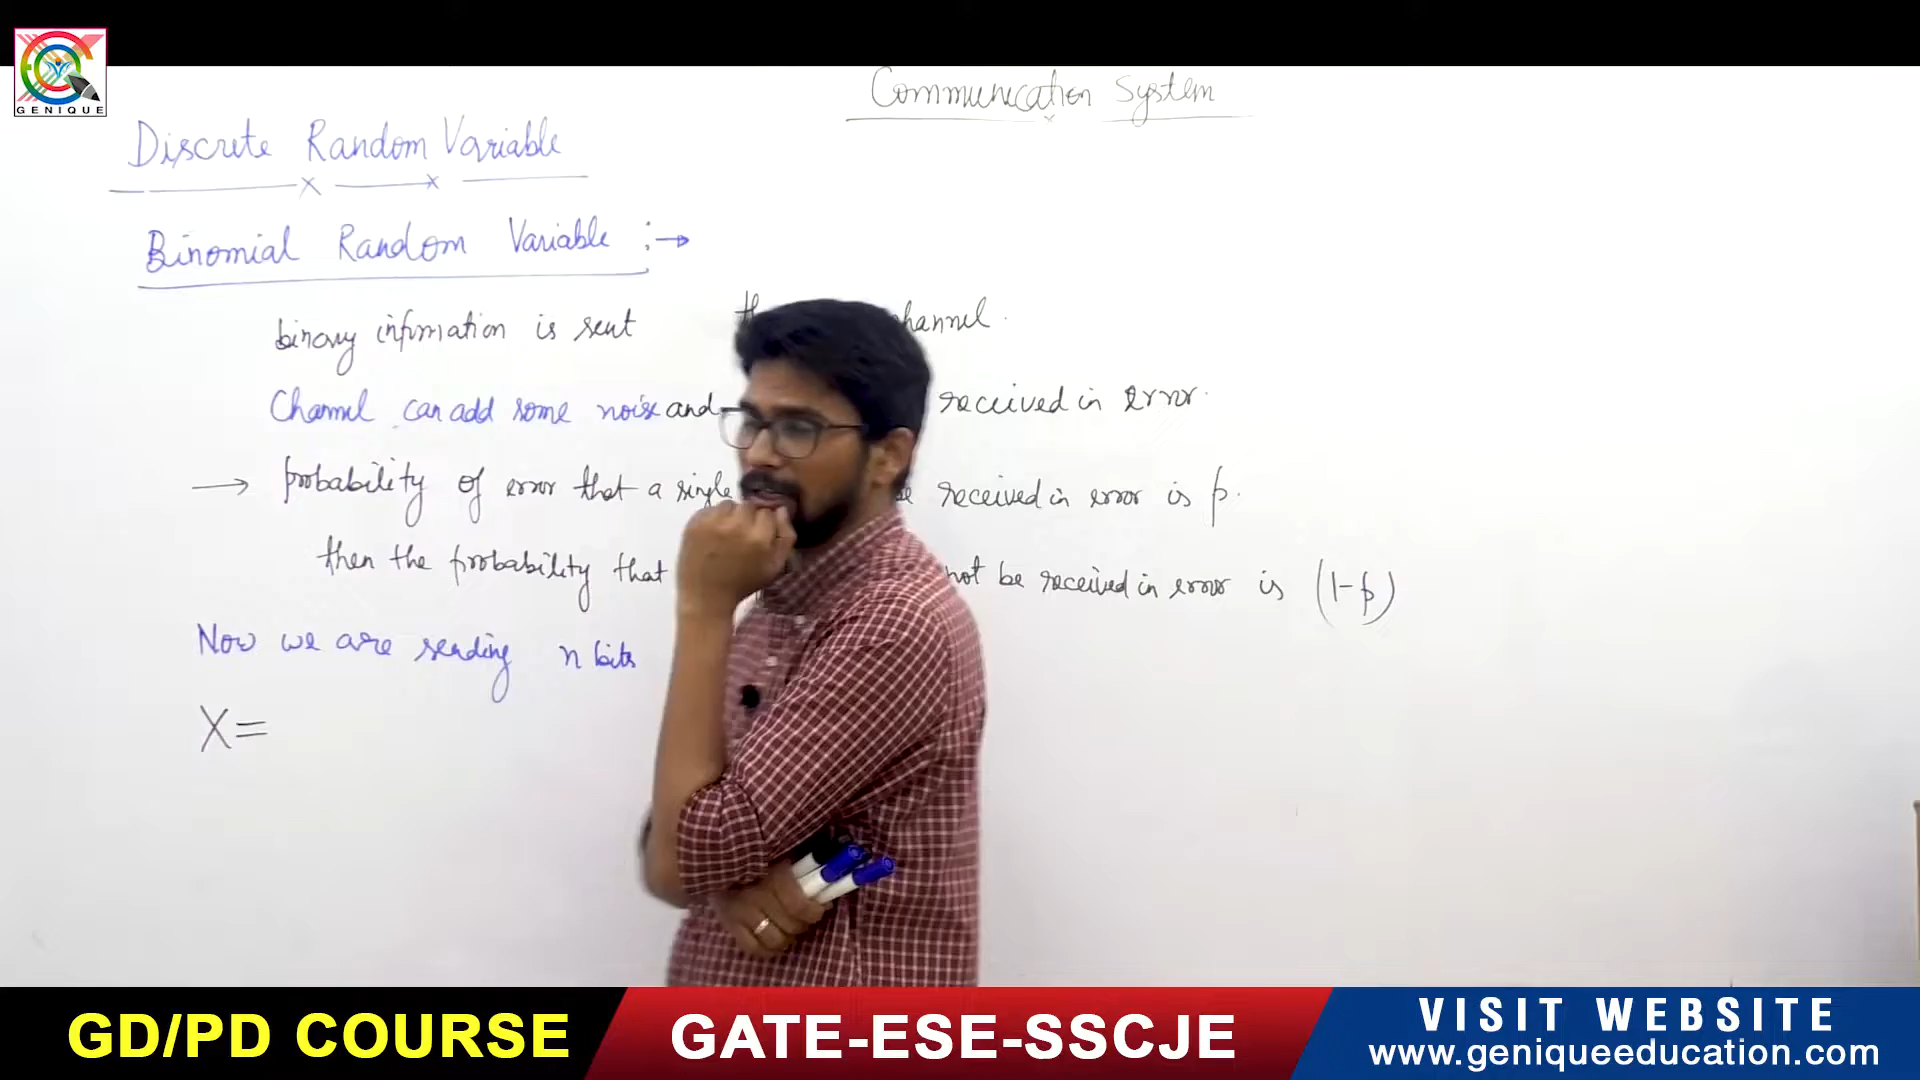 GENIQUE
Communication System
Discrete Random Variable
Binomial Random Variable :→
binary information is sent channel.
Channel can add some noise and received in error.
→ probability of error that a single received in error is p.
then the probability that not be received in error is (1-p)
Now we are sending n bits
X=
GD/PD COURSE
GATE-ESE-SSCJE
VISIT WEBSITE
www.geniqueeducation.com